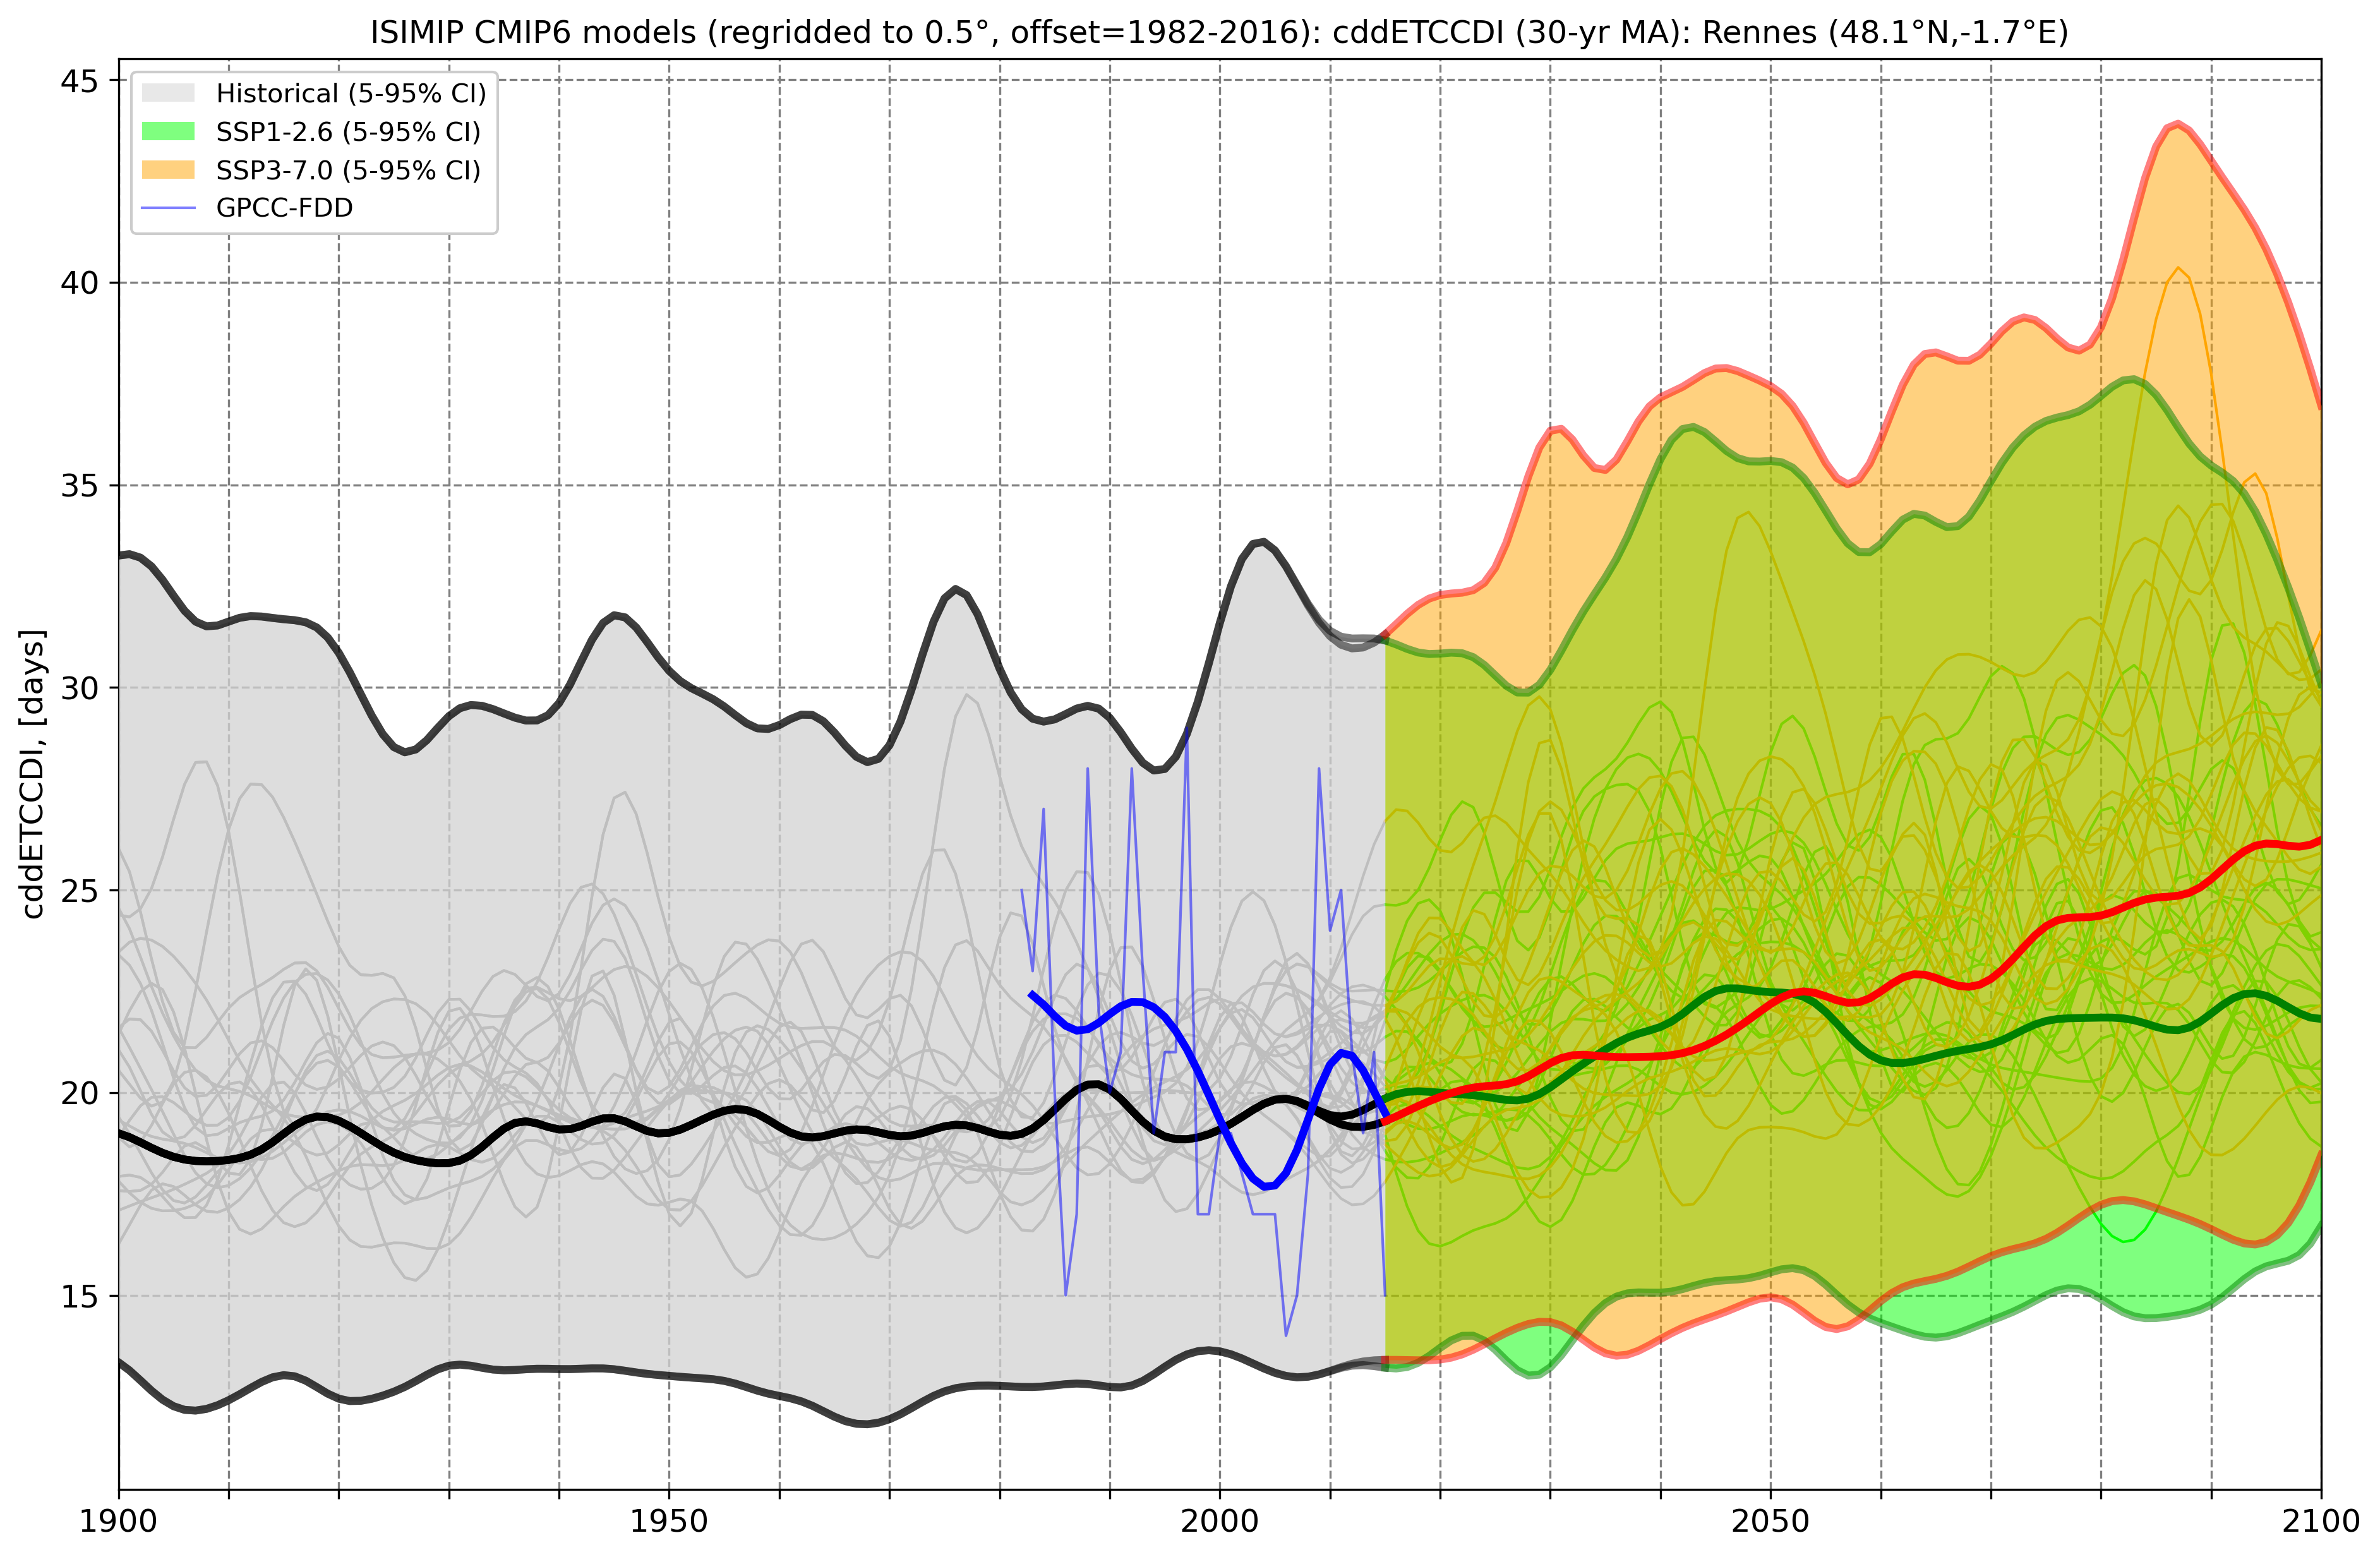 ISIMIP CMIP6 models (regridded to 0.5°, offset=1982-2016): cddETCCDI (30-yr MA): Rennes (48.1°N,-1.7°E)
Historical (5-95% CI)
SSP1-2.6 (5-95% CI)
SSP3-7.0 (5-95% CI)
GPCC-FDD
cddETCCDI, [days]
45
40
35
30
25
20
15
1900 1950 2000 2050 2100